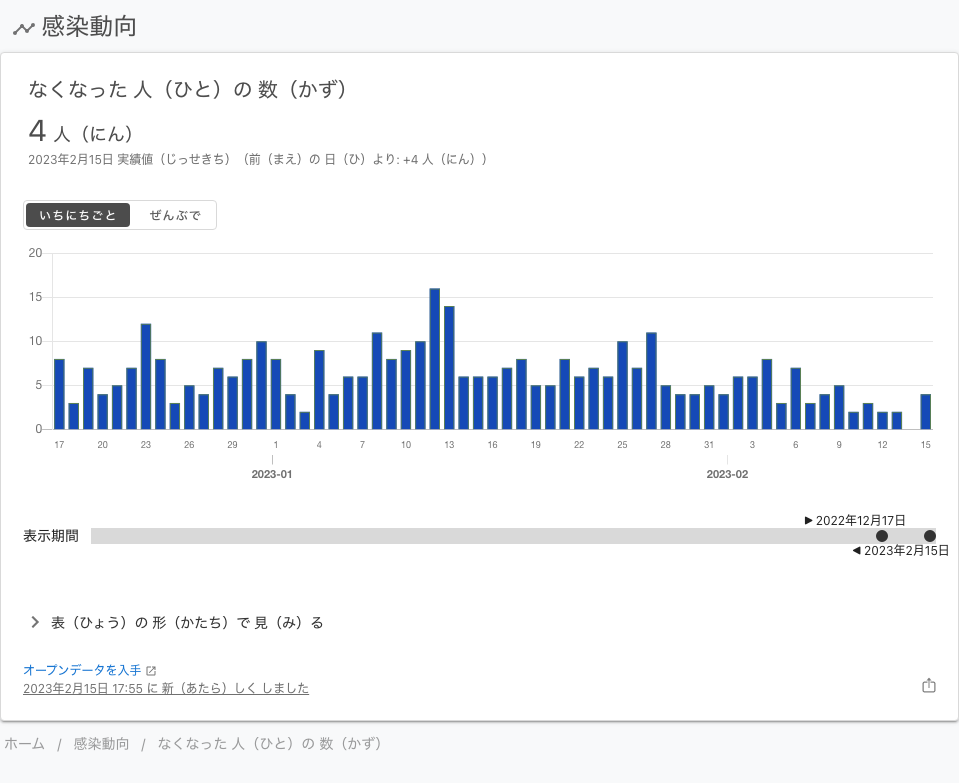 感染動向
なくなった 人（ひと）の 数（かず）
4 人（にん）
2023年2月15日 実績値（じっせきち）（前（まえ）の 日（ひ）より: +4 人（にん））
いちにちごと ぜんぶで
20
15
10
5
0
17 20 23 26 29 1 4 7 10 13 16 19 22 25 28 31 3 6 9 12 15
2023-01 2023-02
▶ 2022年12月17日
表示期間
◀ 2023年2月15日
表（ひょう）の 形（かたち）で 見（み）る
オープンデータを入手
2023年2月15日 17:55 に 新（あたら）しく しました
ホーム / 感染動向 / なくなった 人（ひと）の 数（かず）